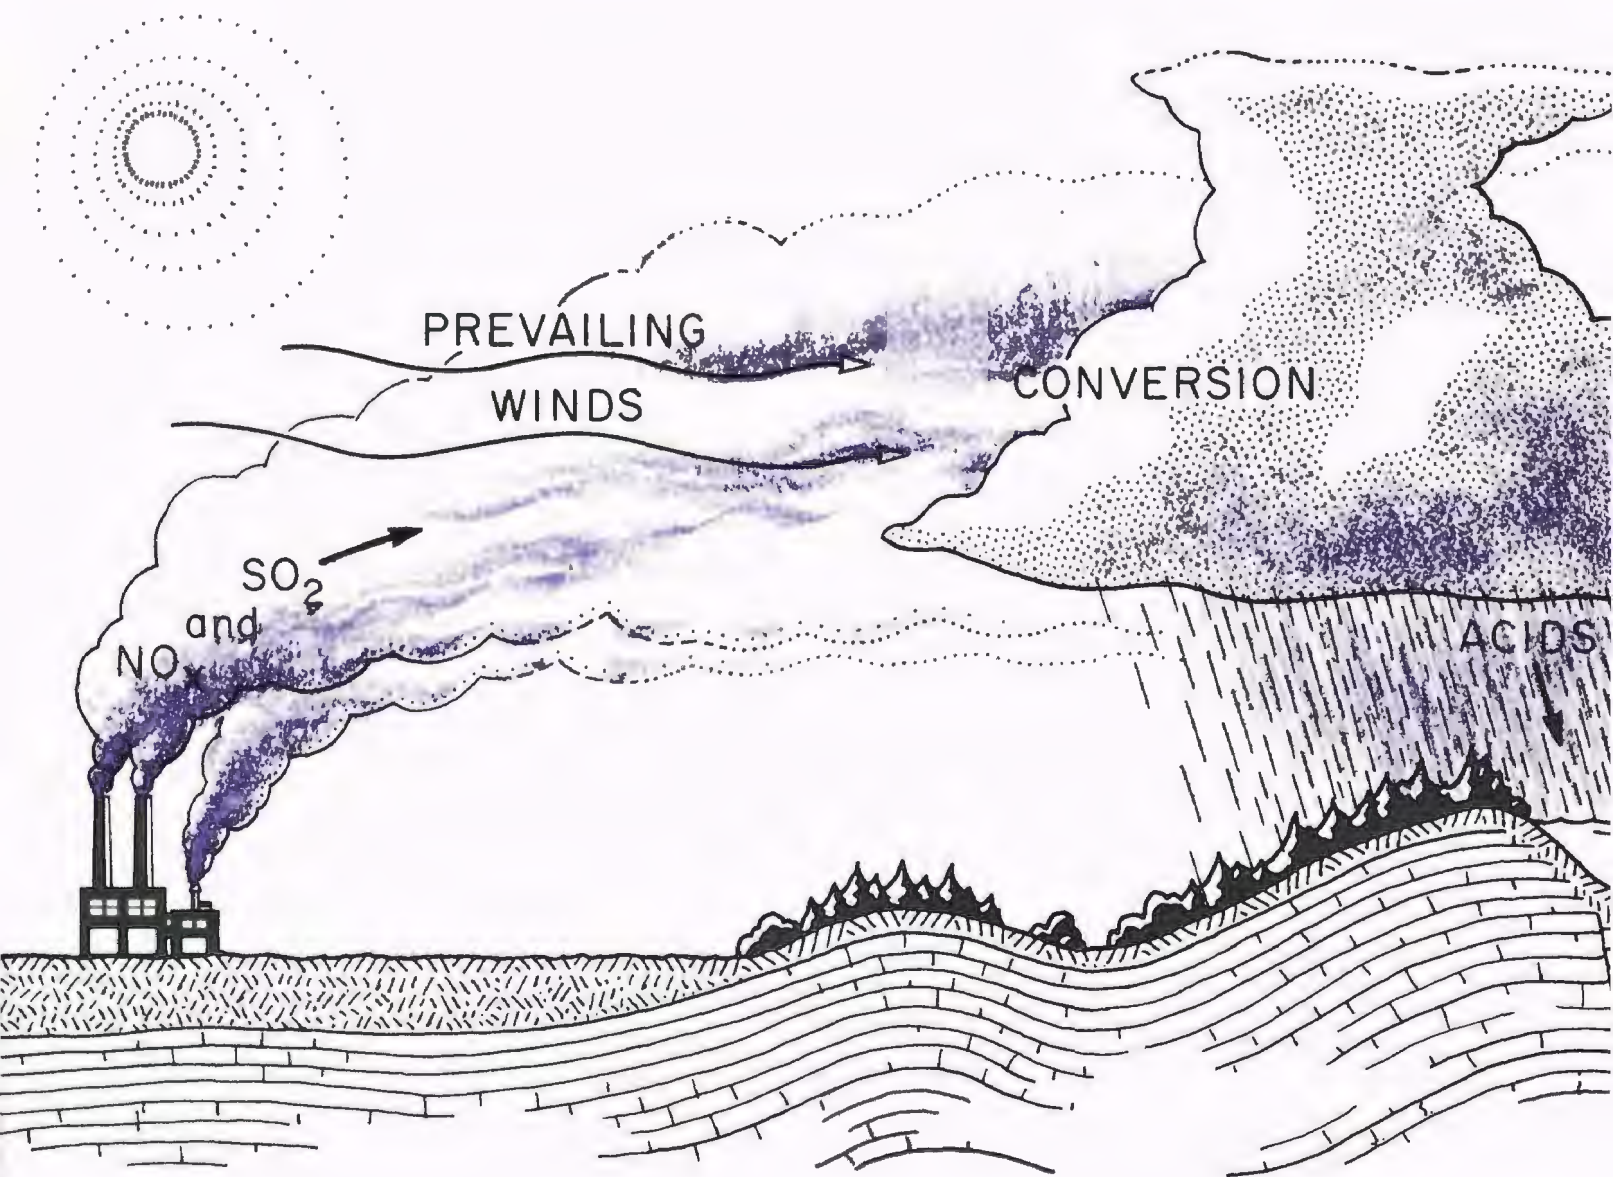 PREVAILING
WINDS
CONVERSION
SO₂
and
NOₓ
ACIDS